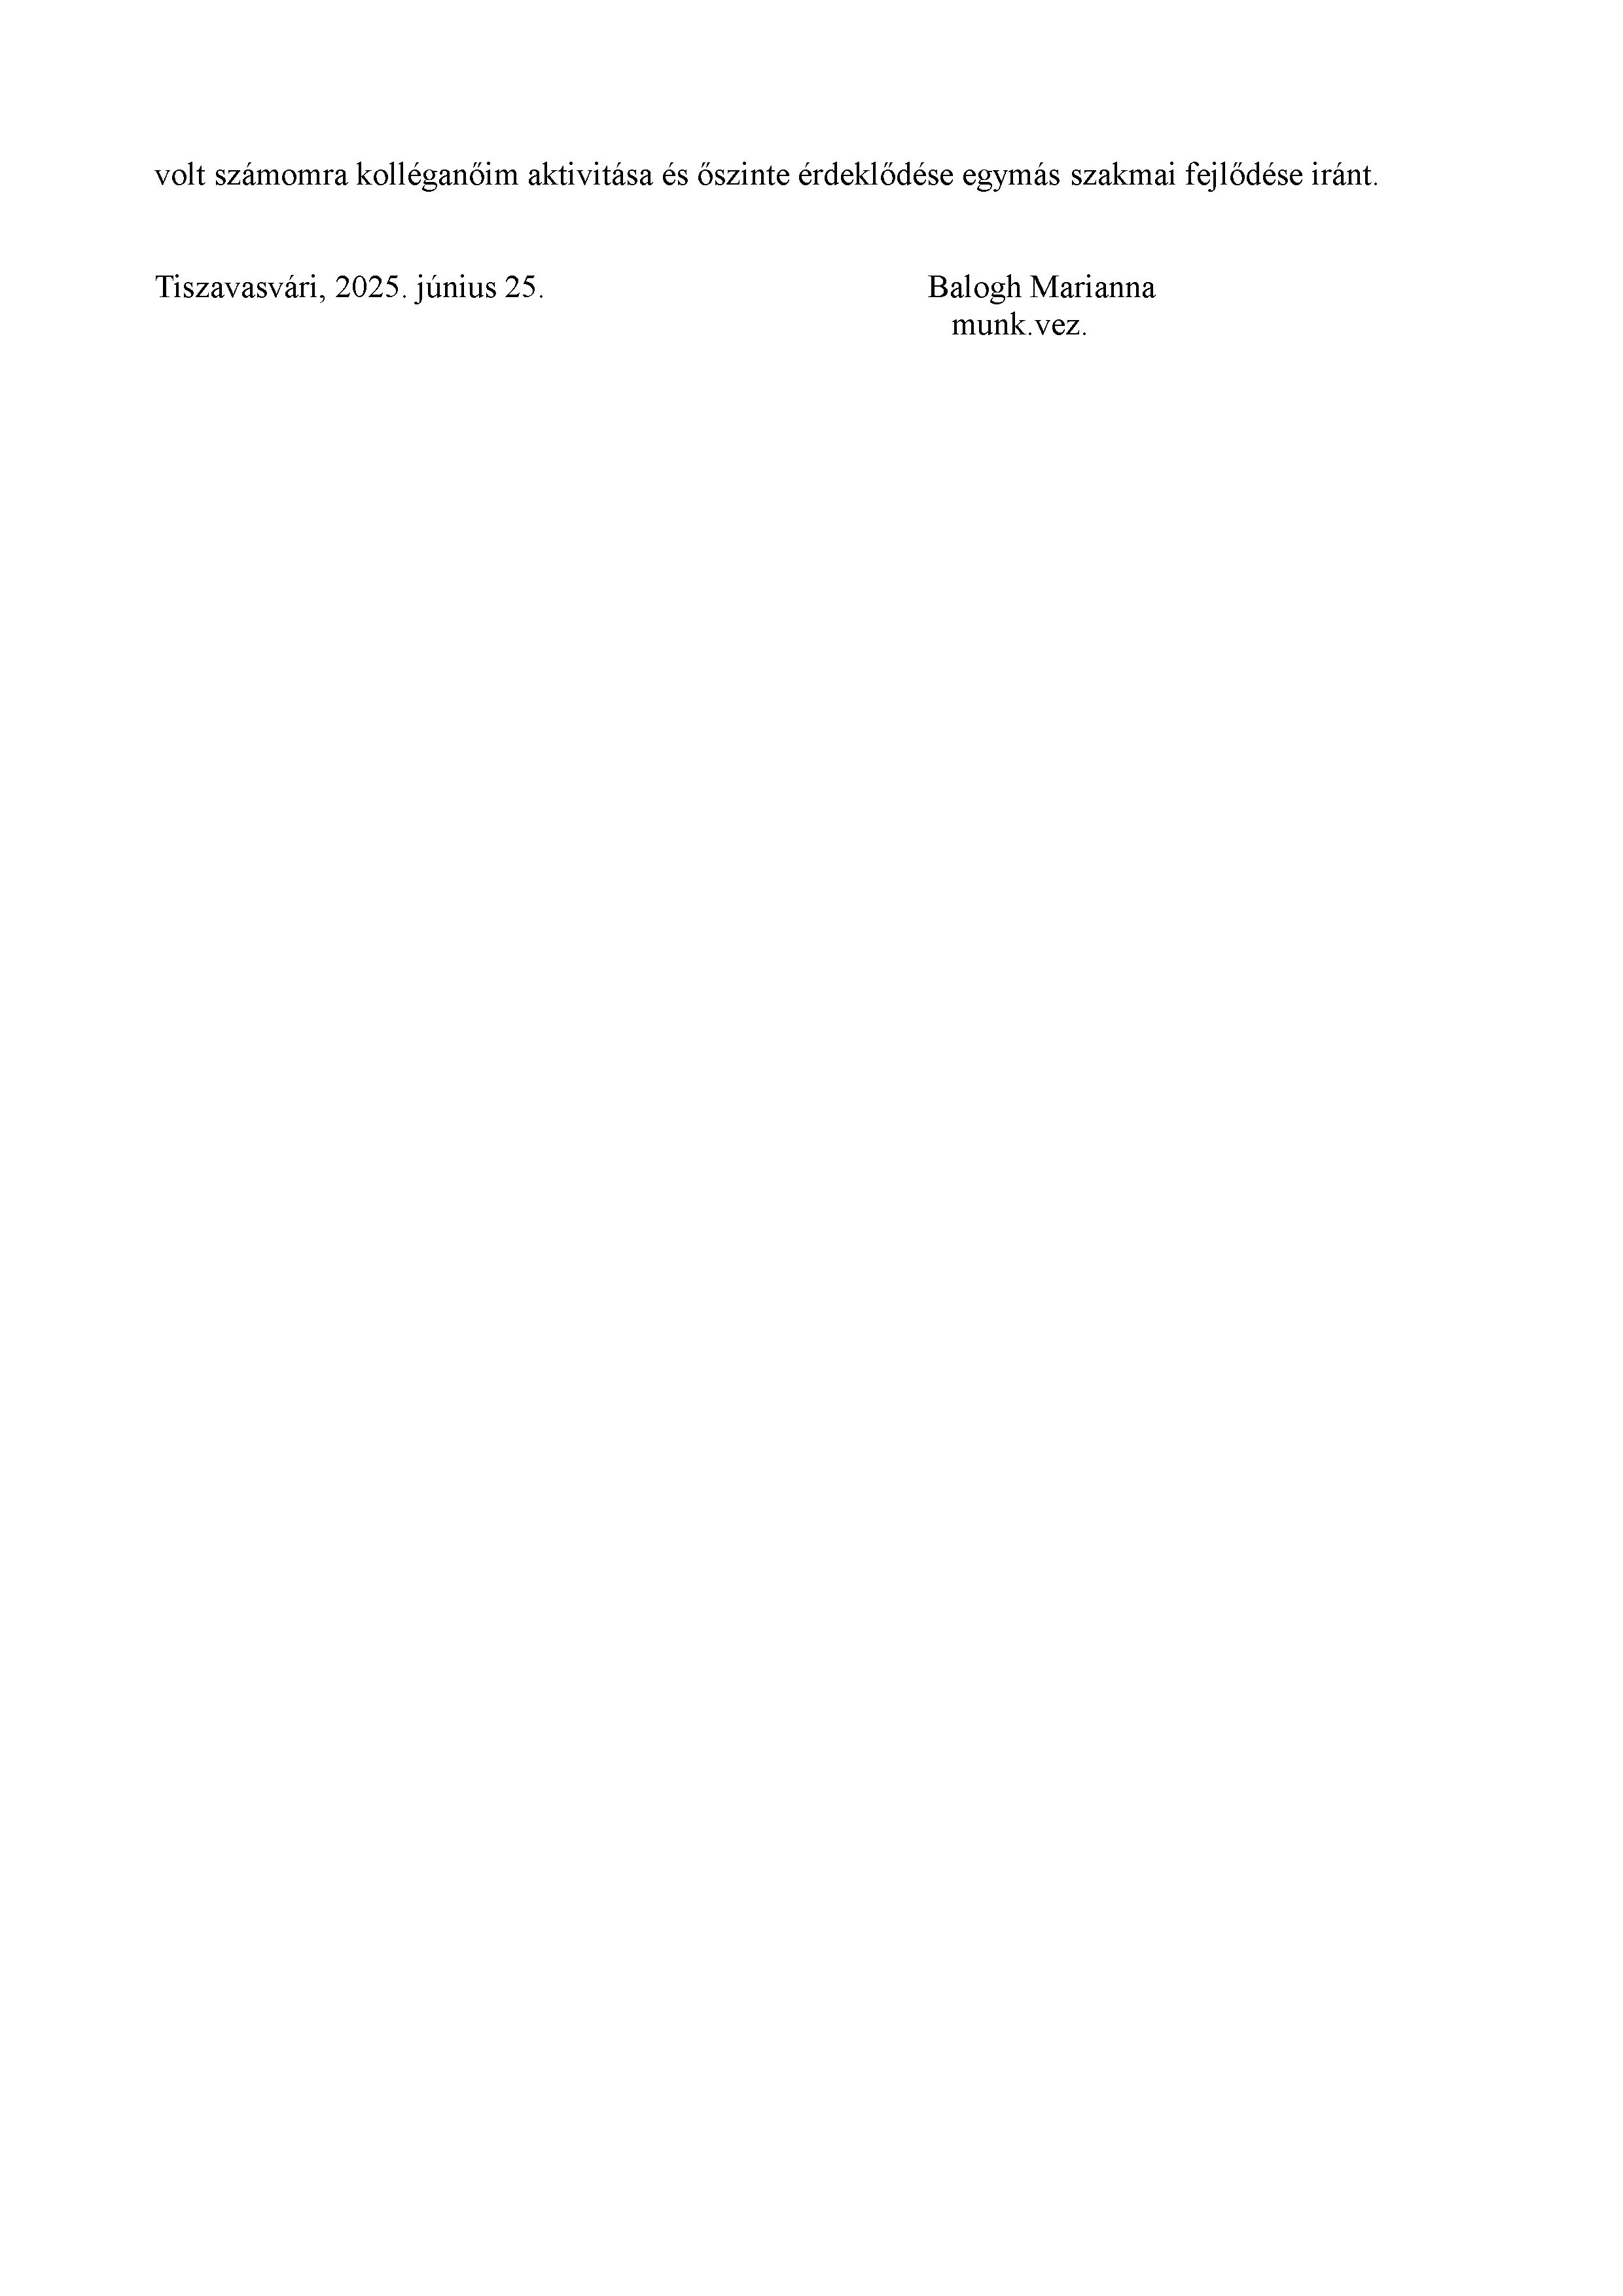 volt számomra kolléganőim aktivitása és őszinte érdeklődése egymás szakmai fejlődése iránt.
Tiszavasvári, 2025. június 25. Balogh Marianna
munk.vez.